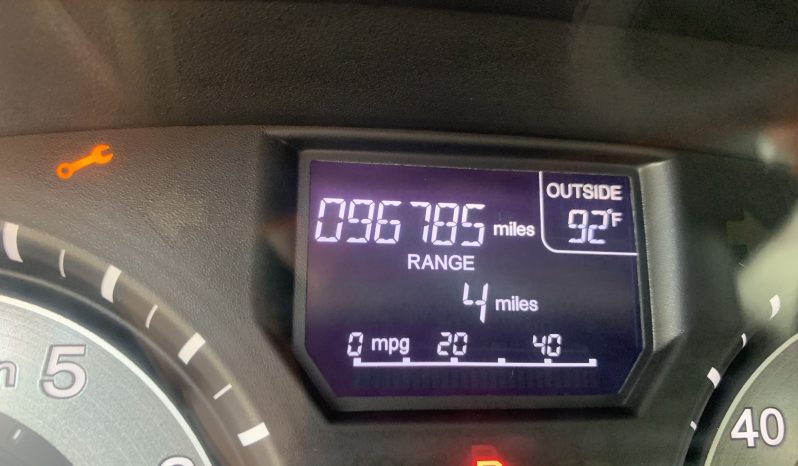 096785 miles
OUTSIDE
92°F
RANGE
4 miles
0 mpg 20 40
5
40